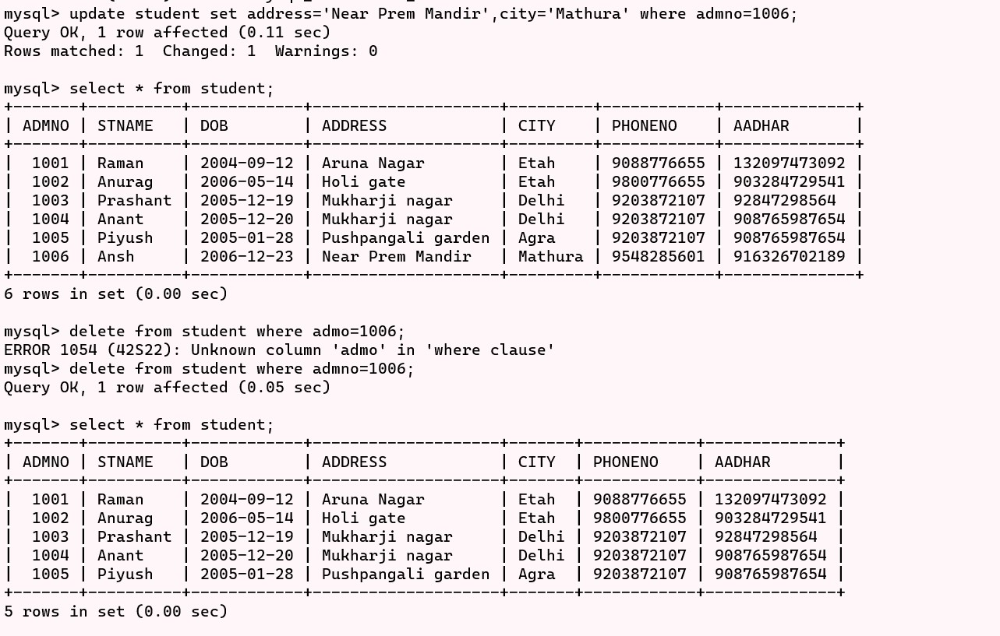 mysql> update student set address='Near Prem Mandir',city='Mathura' where admno=1006;
Query OK, 1 row affected (0.11 sec)
Rows matched: 1  Changed: 1  Warnings: 0
mysql> select * from student;
+-------+----------+------------+--------------------+---------+------------+--------------+
| ADMNO | STNAME   | DOB        | ADDRESS            | CITY    | PHONENO    | AADHAR       |
+-------+----------+------------+--------------------+---------+------------+--------------+
|  1001 | Raman    | 2004-09-12 | Aruna Nagar        | Etah    | 9088776655 | 132097473092 |
|  1002 | Anurag   | 2006-05-14 | Holi gate          | Etah    | 9800776655 | 903284729541 |
|  1003 | Prashant | 2005-12-19 | Mukharji nagar     | Delhi   | 9203872107 | 92847298564  |
|  1004 | Anant    | 2005-12-20 | Mukharji nagar     | Delhi   | 9203872107 | 908765987654 |
|  1005 | Piyush   | 2005-01-28 | Pushpangali garden | Agra    | 9203872107 | 908765987654 |
|  1006 | Ansh     | 2006-12-23 | Near Prem Mandir   | Mathura | 9548285601 | 916326702189 |
+-------+----------+------------+--------------------+---------+------------+--------------+
6 rows in set (0.00 sec)
mysql> delete from student where admo=1006;
ERROR 1054 (42S22): Unknown column 'admo' in 'where clause'
mysql> delete from student where admno=1006;
Query OK, 1 row affected (0.05 sec)
mysql> select * from student;
+-------+----------+------------+--------------------+-------+------------+--------------+
| ADMNO | STNAME   | DOB        | ADDRESS            | CITY  | PHONENO    | AADHAR       |
+-------+----------+------------+--------------------+-------+------------+--------------+
|  1001 | Raman    | 2004-09-12 | Aruna Nagar        | Etah  | 9088776655 | 132097473092 |
|  1002 | Anurag   | 2006-05-14 | Holi gate          | Etah  | 9800776655 | 903284729541 |
|  1003 | Prashant | 2005-12-19 | Mukharji nagar     | Delhi | 9203872107 | 92847298564  |
|  1004 | Anant    | 2005-12-20 | Mukharji nagar     | Delhi | 9203872107 | 908765987654 |
|  1005 | Piyush   | 2005-01-28 | Pushpangali garden | Agra  | 9203872107 | 908765987654 |
+-------+----------+------------+--------------------+-------+------------+--------------+
5 rows in set (0.00 sec)